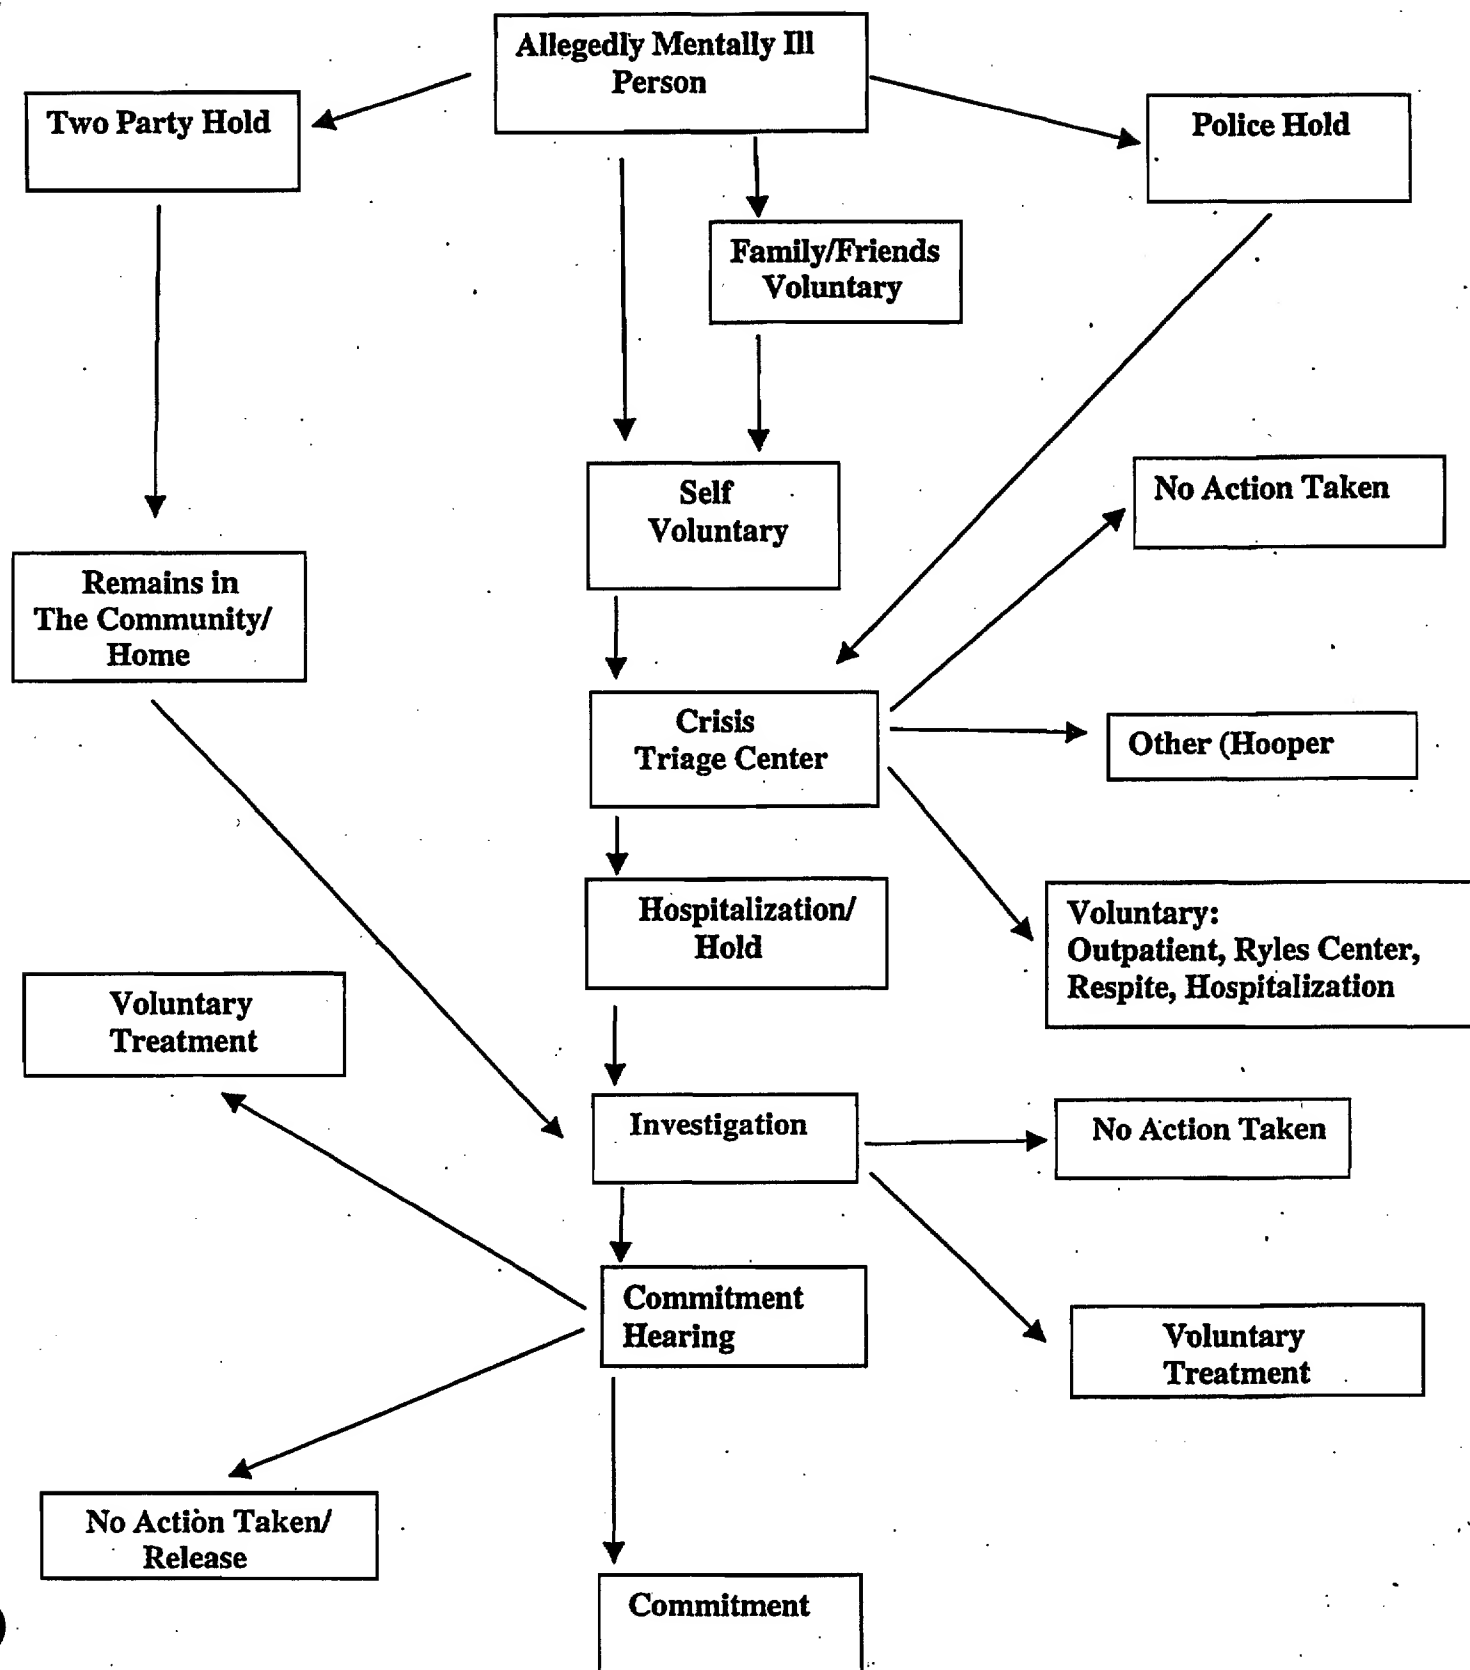 Allegedly Mentally Ill
Person
Two Party Hold
Police Hold
Family/Friends
Voluntary
Self
Voluntary
No Action Taken
Remains in
The Community/
Home
Crisis
Triage Center
Other (Hooper
Hospitalization/
Hold
Voluntary:
Outpatient, Ryles Center,
Respite, Hospitalization
Voluntary
Treatment
Investigation
No Action Taken
Commitment
Hearing
Voluntary
Treatment
No Action Taken/
Release
Commitment